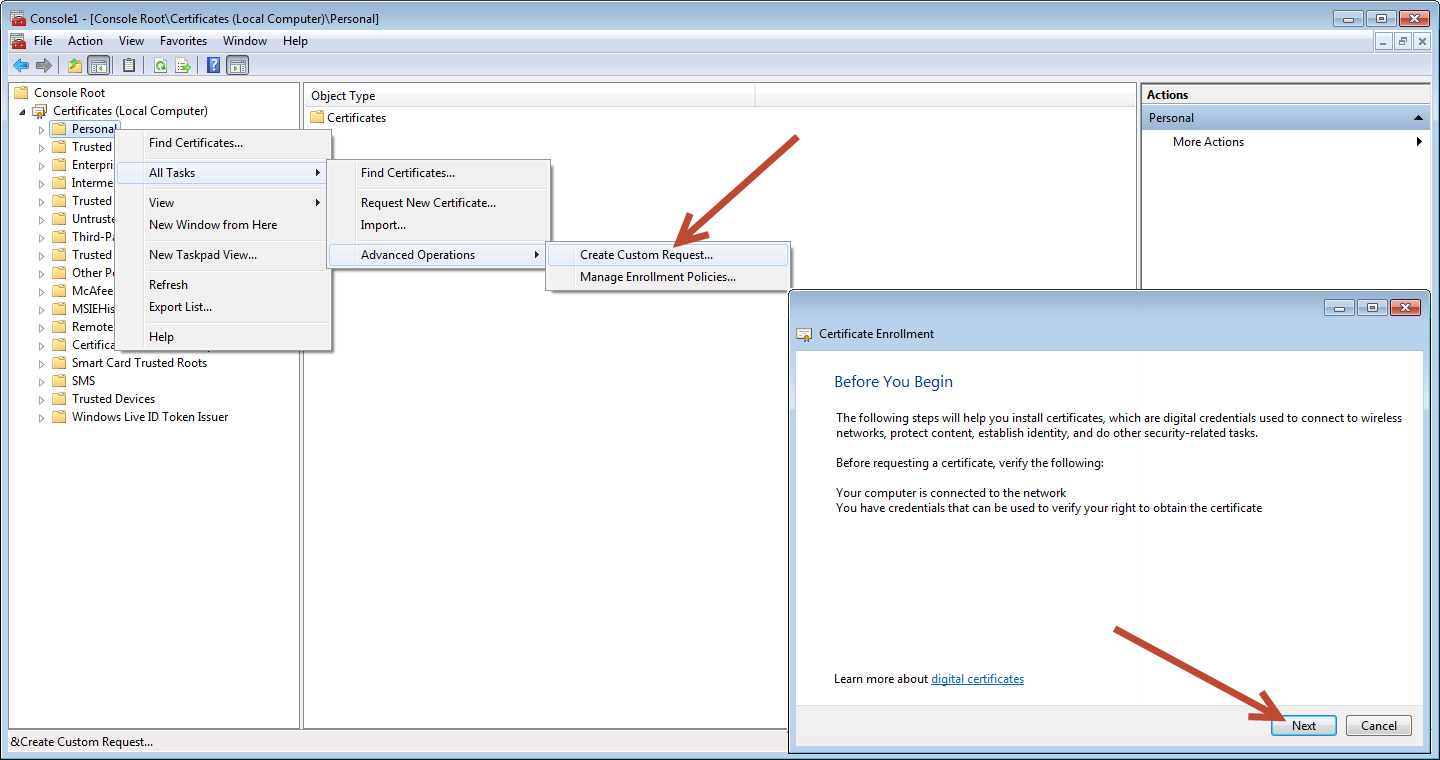 Console1 - [Console Root\Certificates (Local Computer)\Personal]
File Action View Favorites Window Help
Console Root
Certificates (Local Computer)
Personal
Trusted
Enterpri
Interme
Trusted
Untruste
Third-Pa
Trusted
Other Pe
McAfee
MSIEHis
Remote
Certifica
Smart Card Trusted Roots
SMS
Trusted Devices
Windows Live ID Token Issuer
Find Certificates...
All Tasks
View
New Window from Here
New Taskpad View...
Refresh
Export List...
Help
Find Certificates...
Request New Certificate...
Import...
Advanced Operations
Create Custom Request...
Manage Enrollment Policies...
Object Type
Certificates
Actions
Personal
More Actions
Certificate Enrollment
Before You Begin
The following steps will help you install certificates, which are digital credentials used to connect to wireless
networks, protect content, establish identity, and do other security-related tasks.
Before requesting a certificate, verify the following:
Your computer is connected to the network
You have credentials that can be used to verify your right to obtain the certificate
Learn more about digital certificates
Next Cancel
&Create Custom Request...